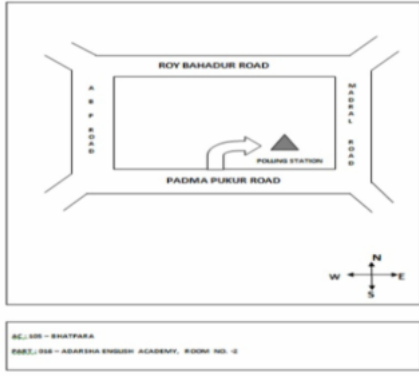 ROY BAHADUR ROAD
A B P ROAD
MADRAL ROAD
POLLING STATION
PADMA PUKUR ROAD
N
W E
S
AC : 105 – BHATPARA
PART : 016 – ADARSHA ENGLISH ACADEMY, ROOM NO. -2